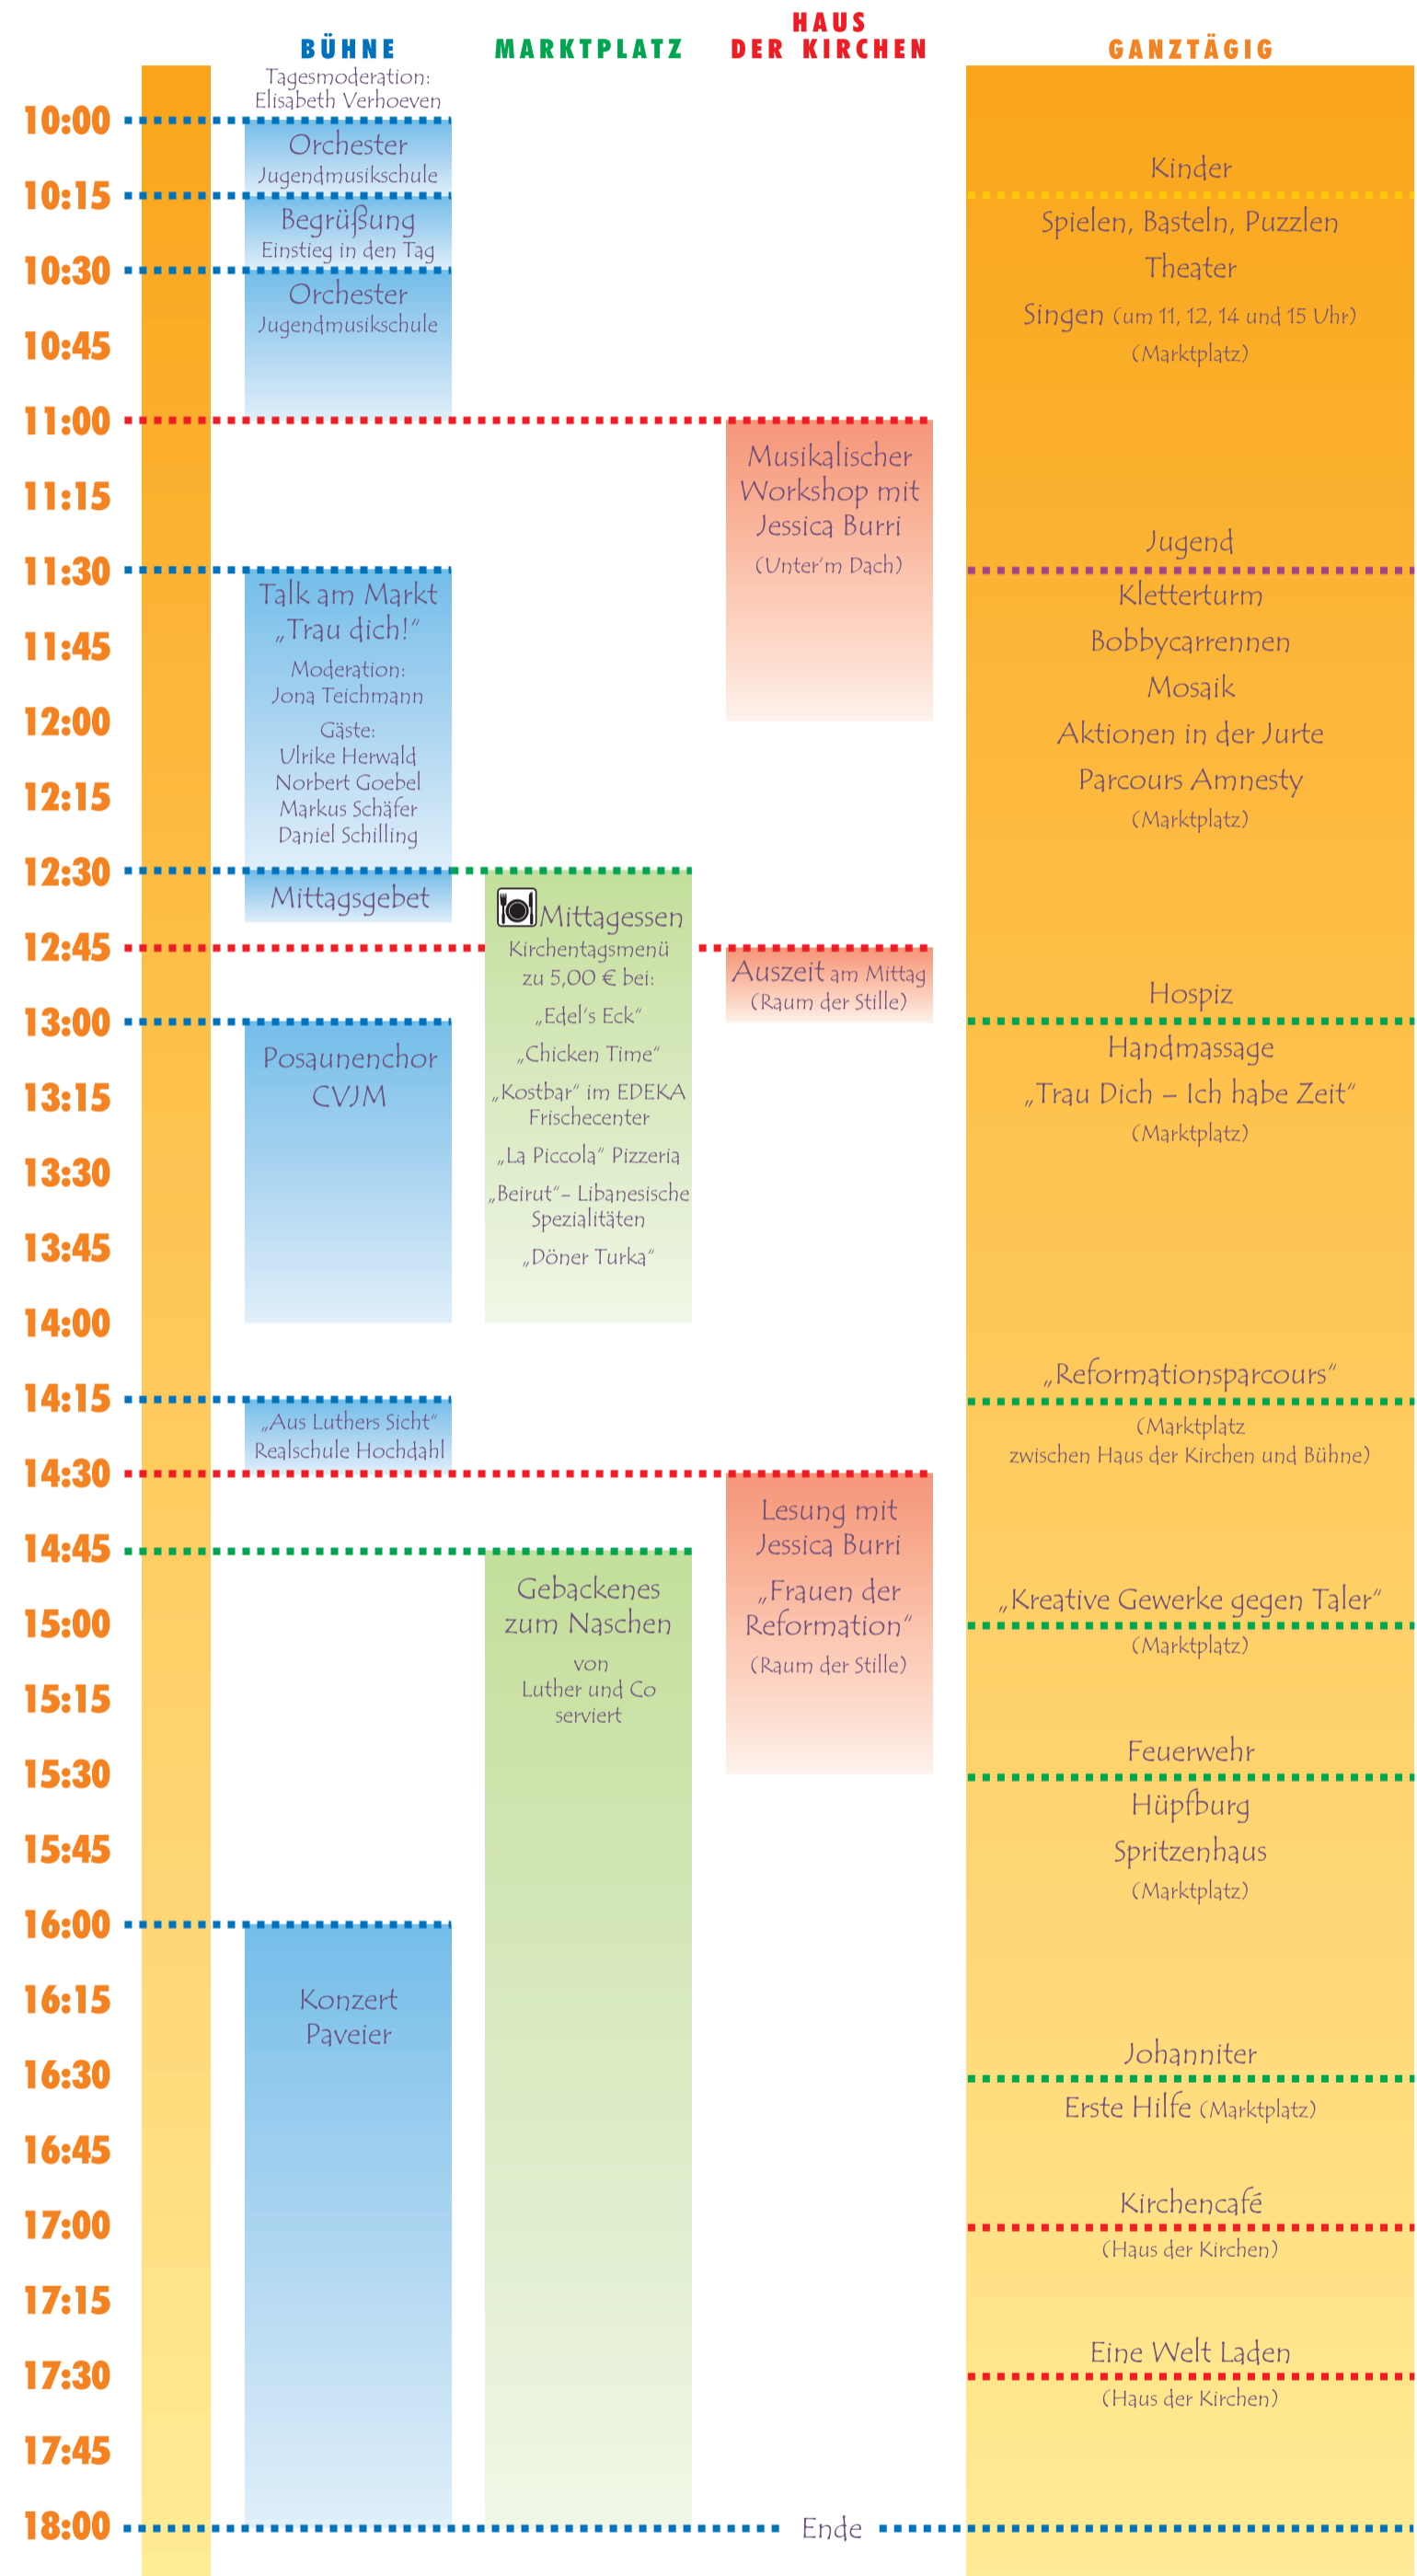 BÜHNE
Tagesmoderation:
Elisabeth Verhoeven
MARKTPLATZ
HAUS
DER KIRCHEN
GANZTÄGIG
10:00
10:15
10:30
10:45
11:00
11:15
11:30
11:45
12:00
12:15
12:30
12:45
13:00
13:15
13:30
13:45
14:00
14:15
14:30
14:45
15:00
15:15
15:30
15:45
16:00
16:15
16:30
16:45
17:00
17:15
17:30
17:45
18:00
Orchester
Jugendmusikschule
Begrüßung
Einstieg in den Tag
Orchester
Jugendmusikschule
Talk am Markt
„Trau dich!“
Moderation:
Jona Teichmann
Gäste:
Ulrike Herwald
Norbert Goebel
Markus Schäfer
Daniel Schilling
Mittagsgebet
Posaunenchor
CVJM
„Aus Luthers Sicht“
Realschule Hochdahl
Konzert
Paveier
Mittagessen
Kirchentagsmenü
zu 5,00 € bei:
„Edel's Eck“
„Chicken Time“
„Kostbar“ im EDEKA
Frischecenter
„La Piccola“ Pizzeria
„Beirut“- Libanesische
Spezialitäten
„Döner Turka“
Gebackenes
zum Naschen
von
Luther und Co
serviert
Musikalischer
Workshop mit
Jessica Burri
(Unter'm Dach)
Auszeit am Mittag
(Raum der Stille)
Lesung mit
Jessica Burri
„Frauen der
Reformation“
(Raum der Stille)
Ende
Kinder
Spielen, Basteln, Puzzlen
Theater
Singen (um 11, 12, 14 und 15 Uhr)
(Marktplatz)
Jugend
Kletterturm
Bobbycarrennen
Mosaik
Aktionen in der Jurte
Parcours Amnesty
(Marktplatz)
Hospiz
Handmassage
„Trau Dich – Ich habe Zeit“
(Marktplatz)
„Reformationsparcours“
(Marktplatz
zwischen Haus der Kirchen und Bühne)
„Kreative Gewerke gegen Taler“
(Marktplatz)
Feuerwehr
Hüpfburg
Spritzenhaus
(Marktplatz)
Johanniter
Erste Hilfe (Marktplatz)
Kirchencafé
(Haus der Kirchen)
Eine Welt Laden
(Haus der Kirchen)